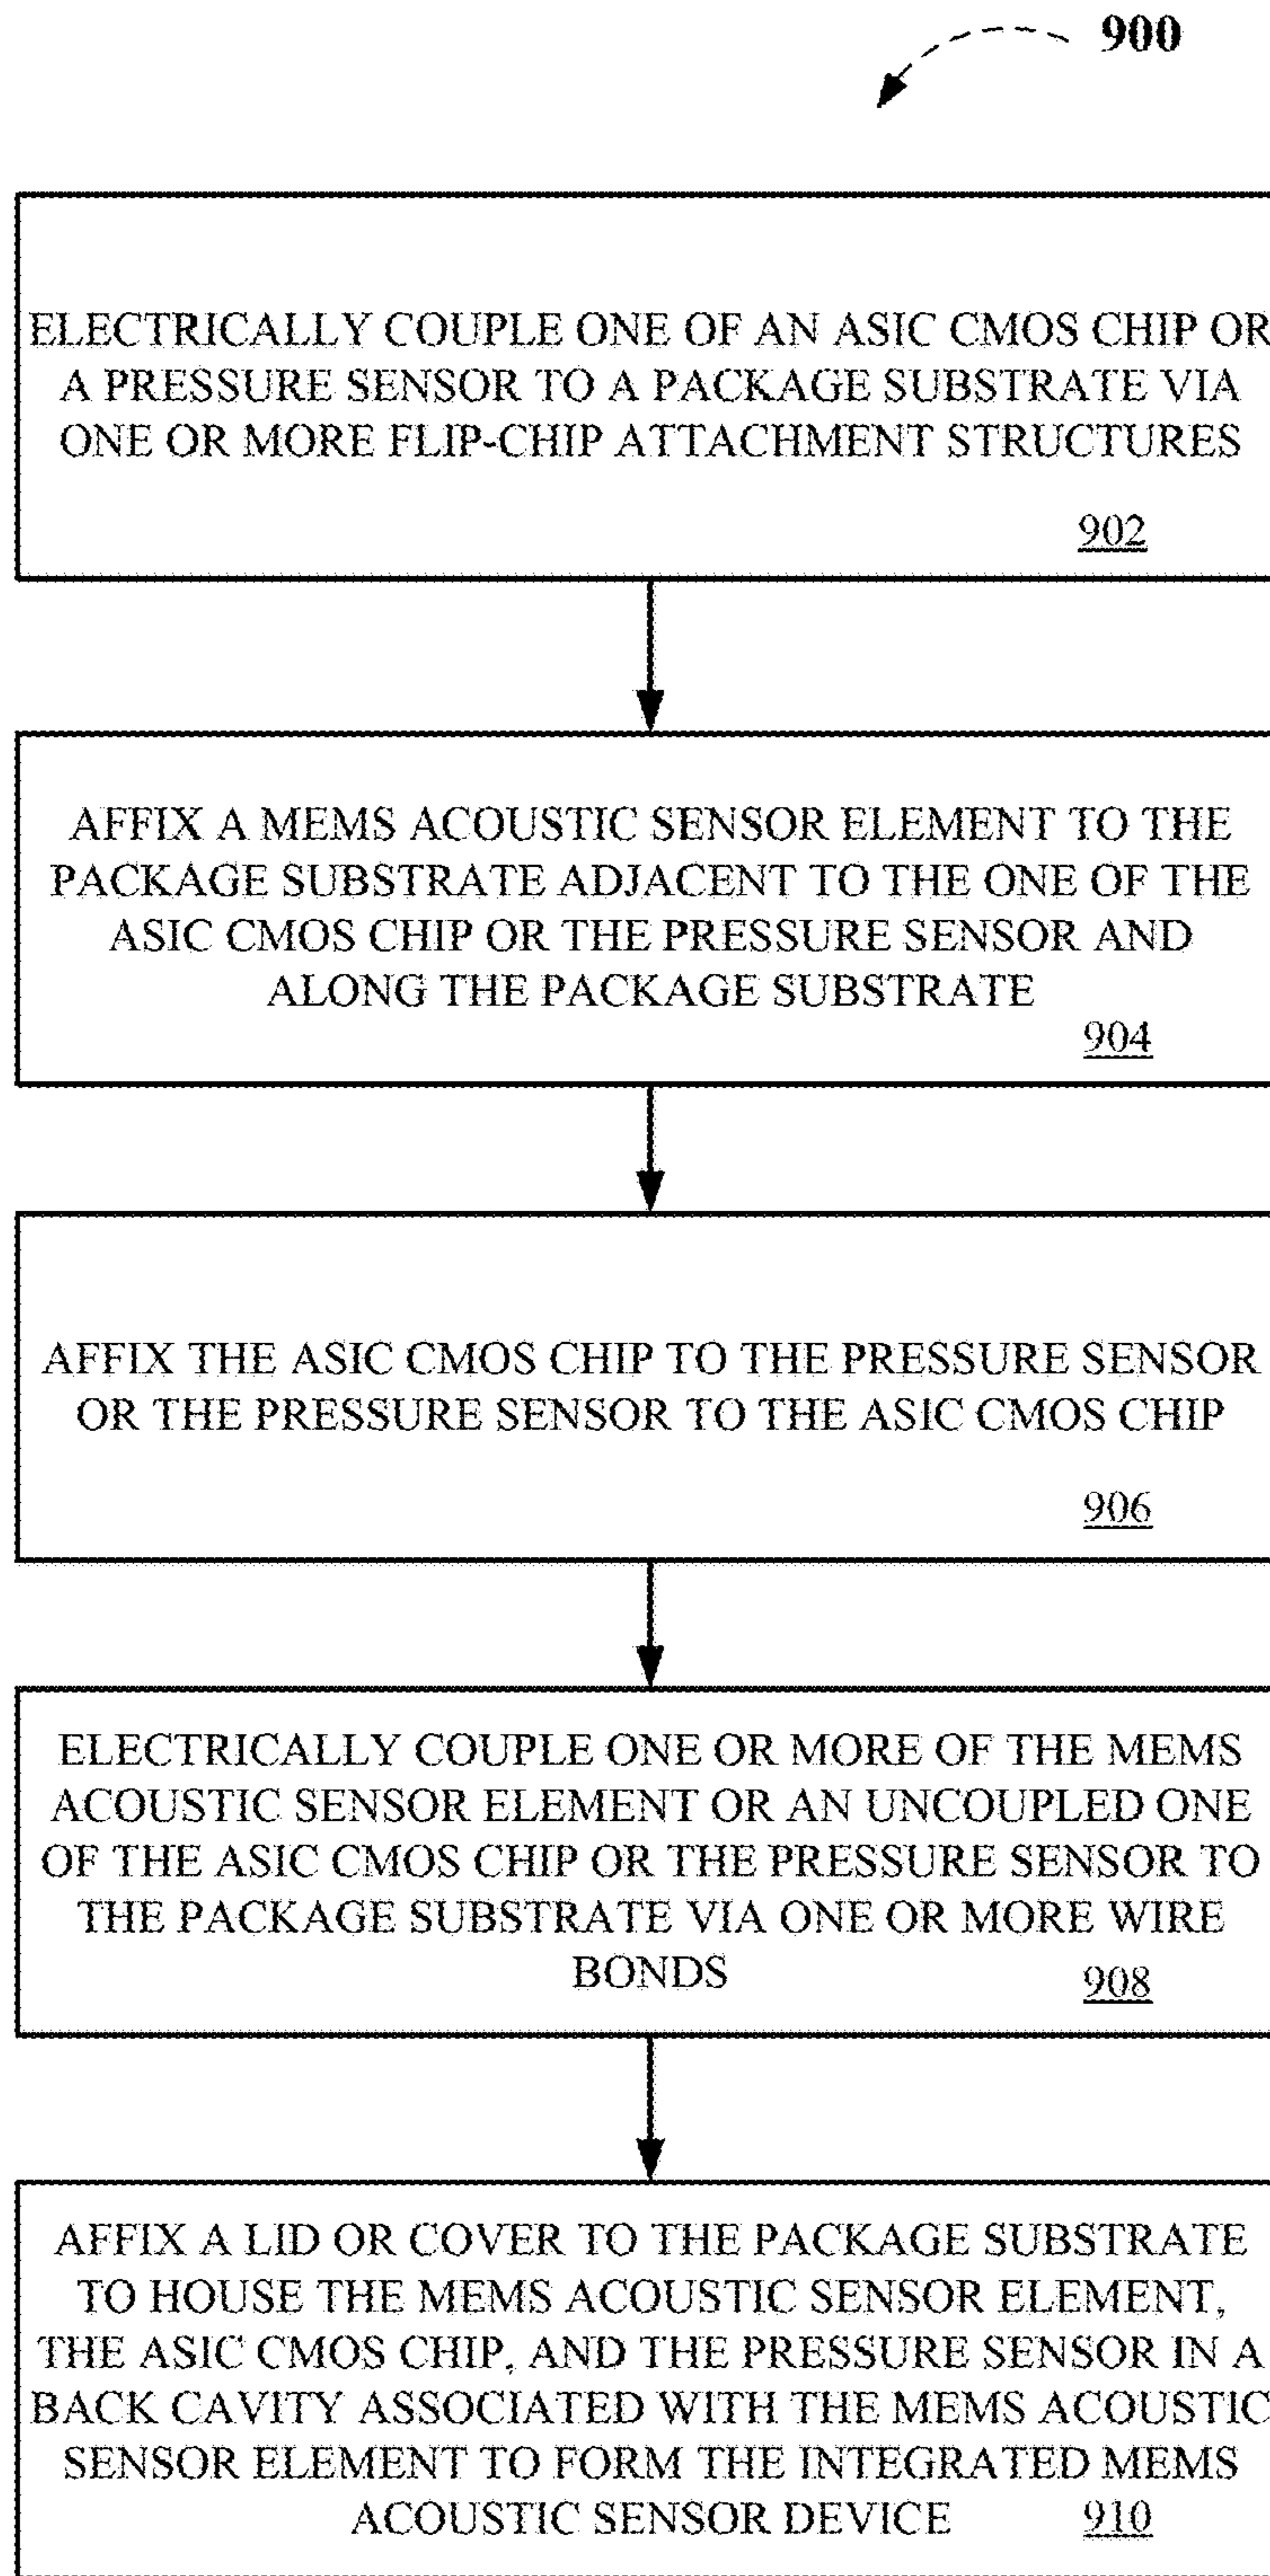 900
ELECTRICALLY COUPLE ONE OF AN ASIC CMOS CHIP OR
A PRESSURE SENSOR TO A PACKAGE SUBSTRATE VIA
ONE OR MORE FLIP-CHIP ATTACHMENT STRUCTURES
902
AFFIX A MEMS ACOUSTIC SENSOR ELEMENT TO THE
PACKAGE SUBSTRATE ADJACENT TO THE ONE OF THE
ASIC CMOS CHIP OR THE PRESSURE SENSOR AND
ALONG THE PACKAGE SUBSTRATE
904
AFFIX THE ASIC CMOS CHIP TO THE PRESSURE SENSOR
OR THE PRESSURE SENSOR TO THE ASIC CMOS CHIP
906
ELECTRICALLY COUPLE ONE OR MORE OF THE MEMS
ACOUSTIC SENSOR ELEMENT OR AN UNCOUPLED ONE
OF THE ASIC CMOS CHIP OR THE PRESSURE SENSOR TO
THE PACKAGE SUBSTRATE VIA ONE OR MORE WIRE
BONDS 908
AFFIX A LID OR COVER TO THE PACKAGE SUBSTRATE
TO HOUSE THE MEMS ACOUSTIC SENSOR ELEMENT,
THE ASIC CMOS CHIP, AND THE PRESSURE SENSOR IN A
BACK CAVITY ASSOCIATED WITH THE MEMS ACOUSTIC
SENSOR ELEMENT TO FORM THE INTEGRATED MEMS
ACOUSTIC SENSOR DEVICE 910